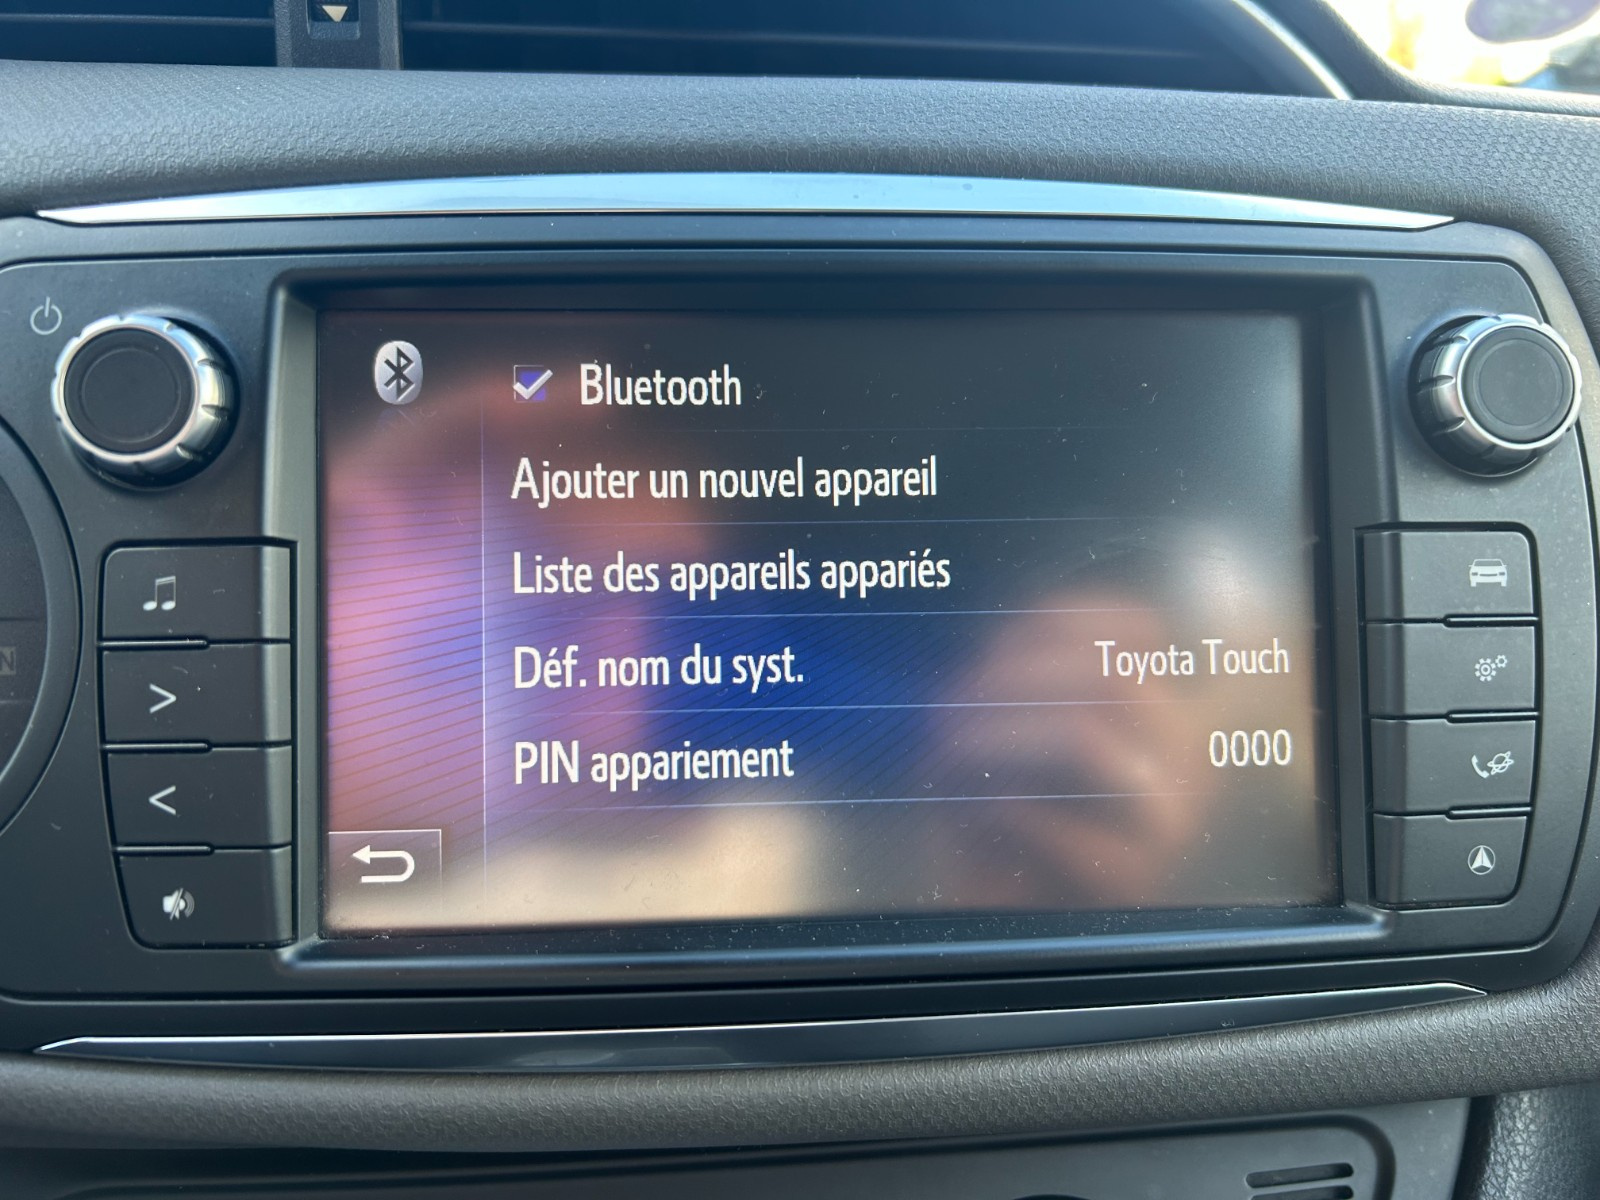 Bluetooth
Ajouter un nouvel appareil
Liste des appareils appariés
Déf. nom du syst. Toyota Touch
PIN appariement 0000